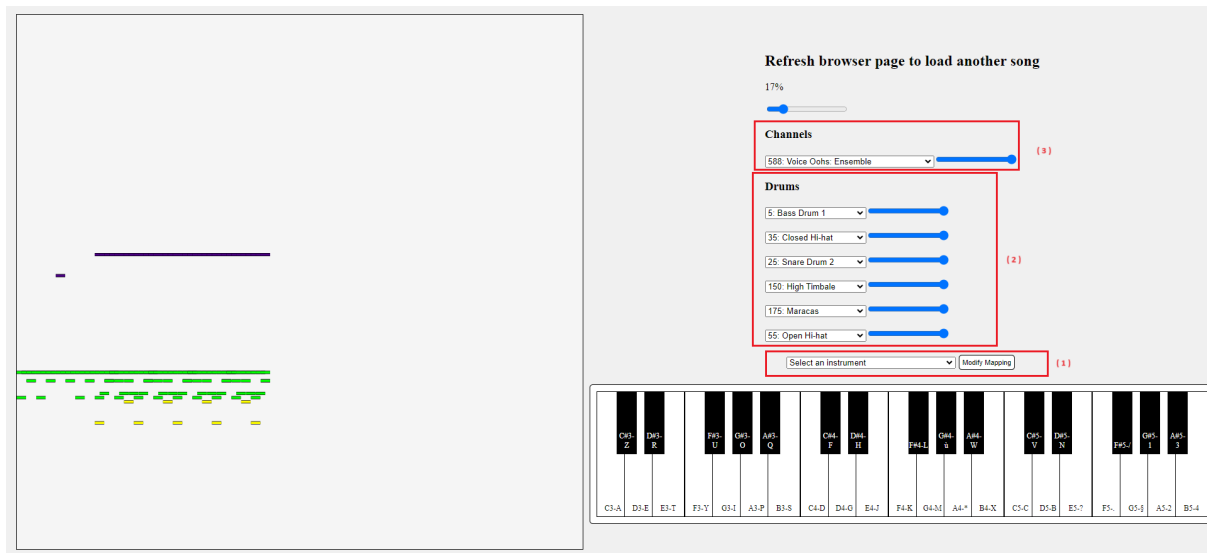 Refresh browser page to load another song
17%
Channels
588: Voice Oohs: Ensemble
( 3 )
Drums
5: Bass Drum 1
35: Closed Hi-hat
25: Snare Drum 2
( 2 )
150: High Timbale
175: Maracas
55: Open Hi-hat
Select an instrument Modify Mapping ( 1 )
C#3- D#3- F#3- G#3- A#3- C#4- D#4- G#4- A#4- C#5- D#5- G#5- A#5-
Z R U O Q F H F#4-L ù W V N F#5-/ 1 3
C3-A D3-E E3-T F3-Y G3-I A3-P B3-S C4-D D4-G E4-J F4-K G4-M A4-* B4-X C5-C D5-B E5-? F5-. G5-§ A5-2 B5-4